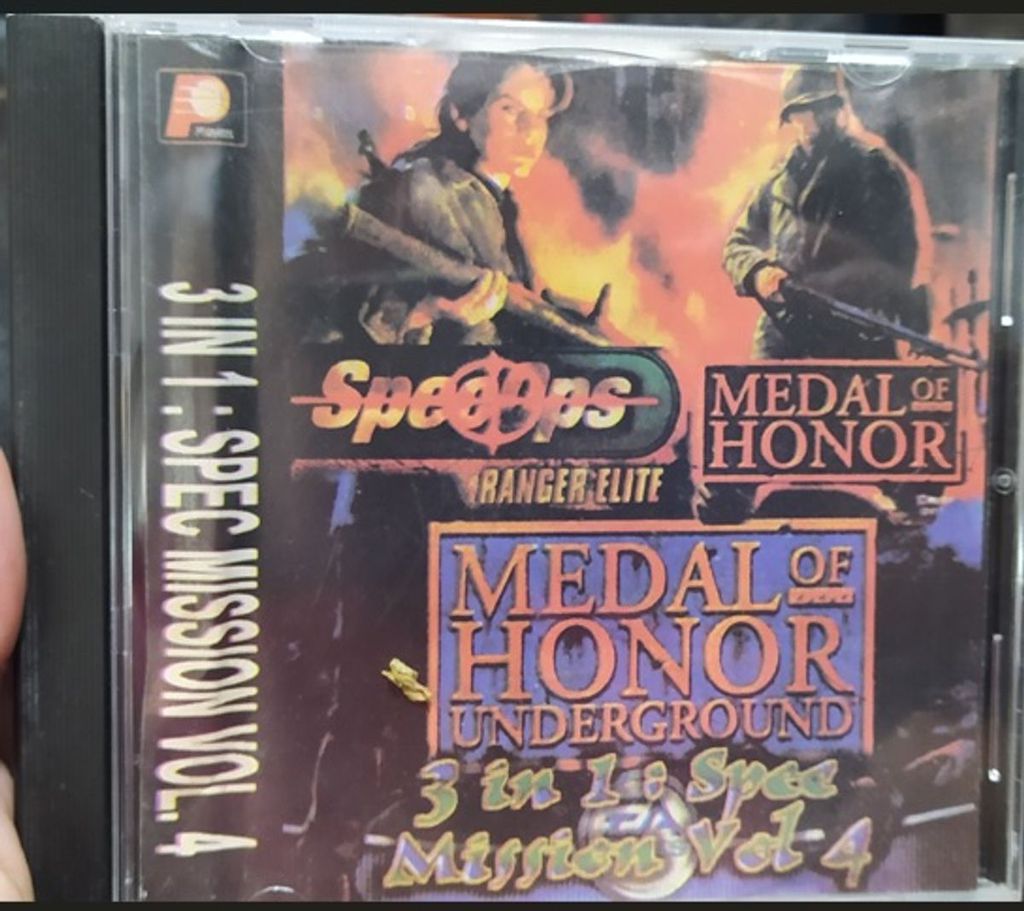 3 IN 1 : SPEC MISSION VOL. 4
SpecOps
RANGER ELITE
MEDAL OF
HONOR
MEDAL OF
HONOR
UNDERGROUND
3 in 1 : Spec
Mission Vol 4